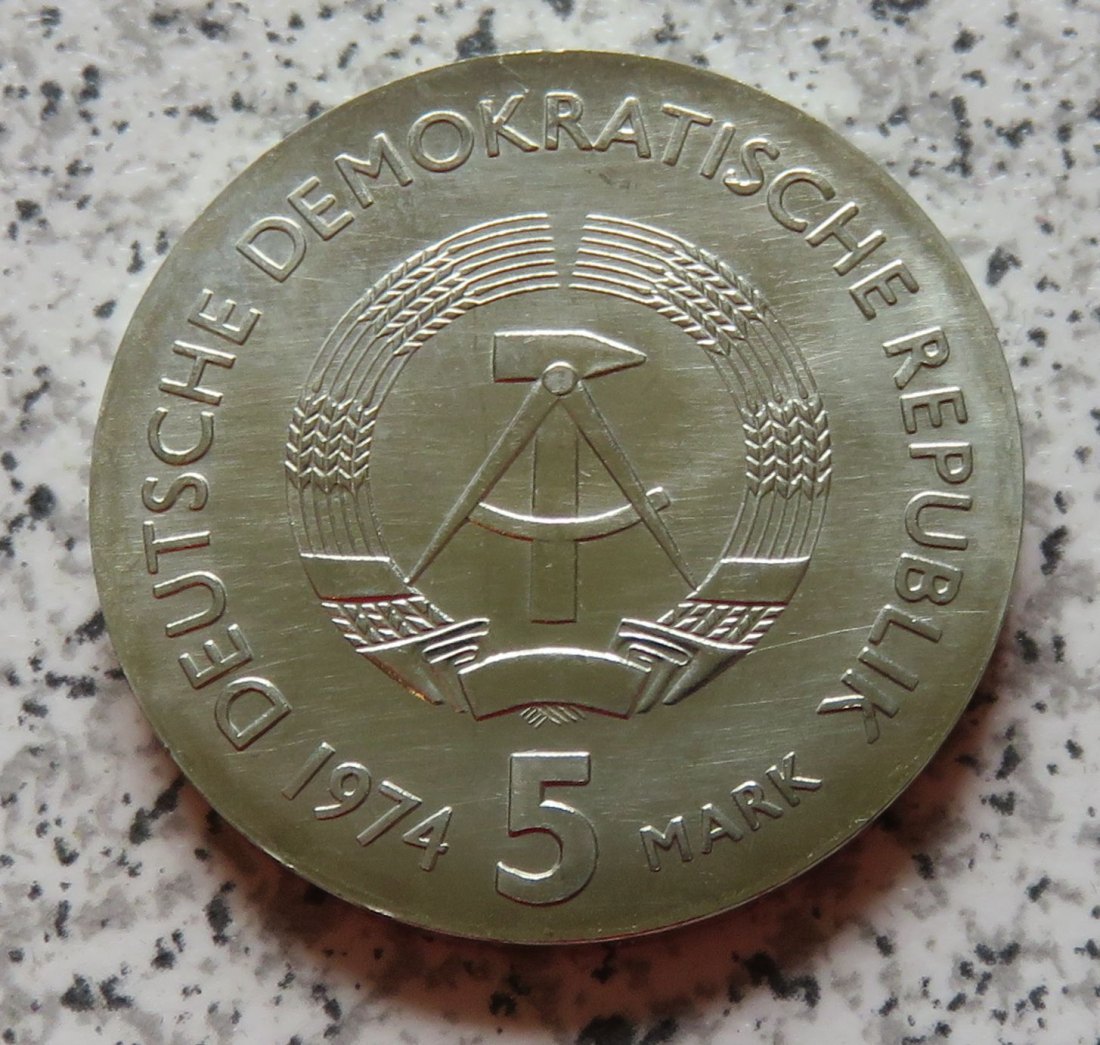 DEUTSCHE DEMOKRATISCHE REPUBLIK
1974 5 MARK